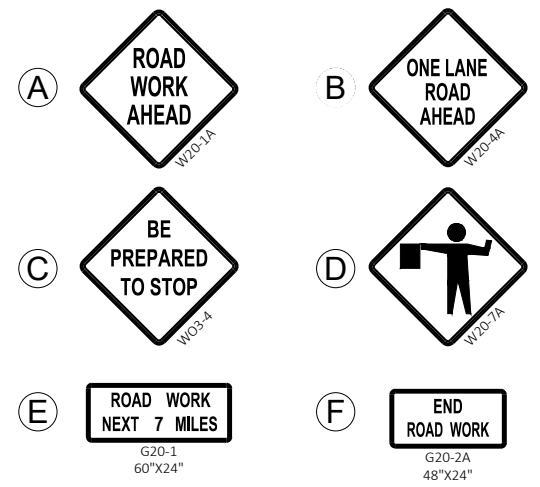 A
ROAD
WORK
AHEAD
W20-1A
B
ONE LANE
ROAD
AHEAD
W20-4A
C
BE
PREPARED
TO STOP
WO3-4
D
W20-7A
E
ROAD WORK
NEXT 7 MILES
G20-1
60"X24"
F
END
ROAD WORK
G20-2A
48"X24"